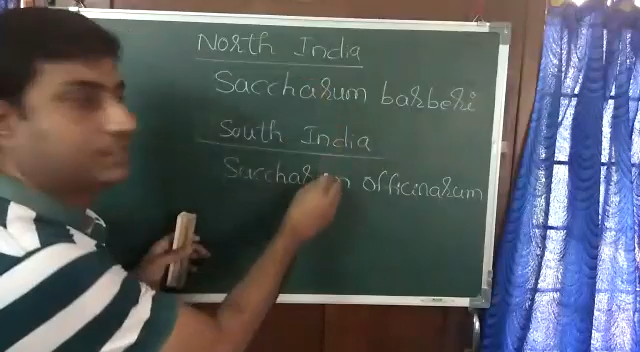 North India
Saccharum barberi
South India
Saccharum officinarum